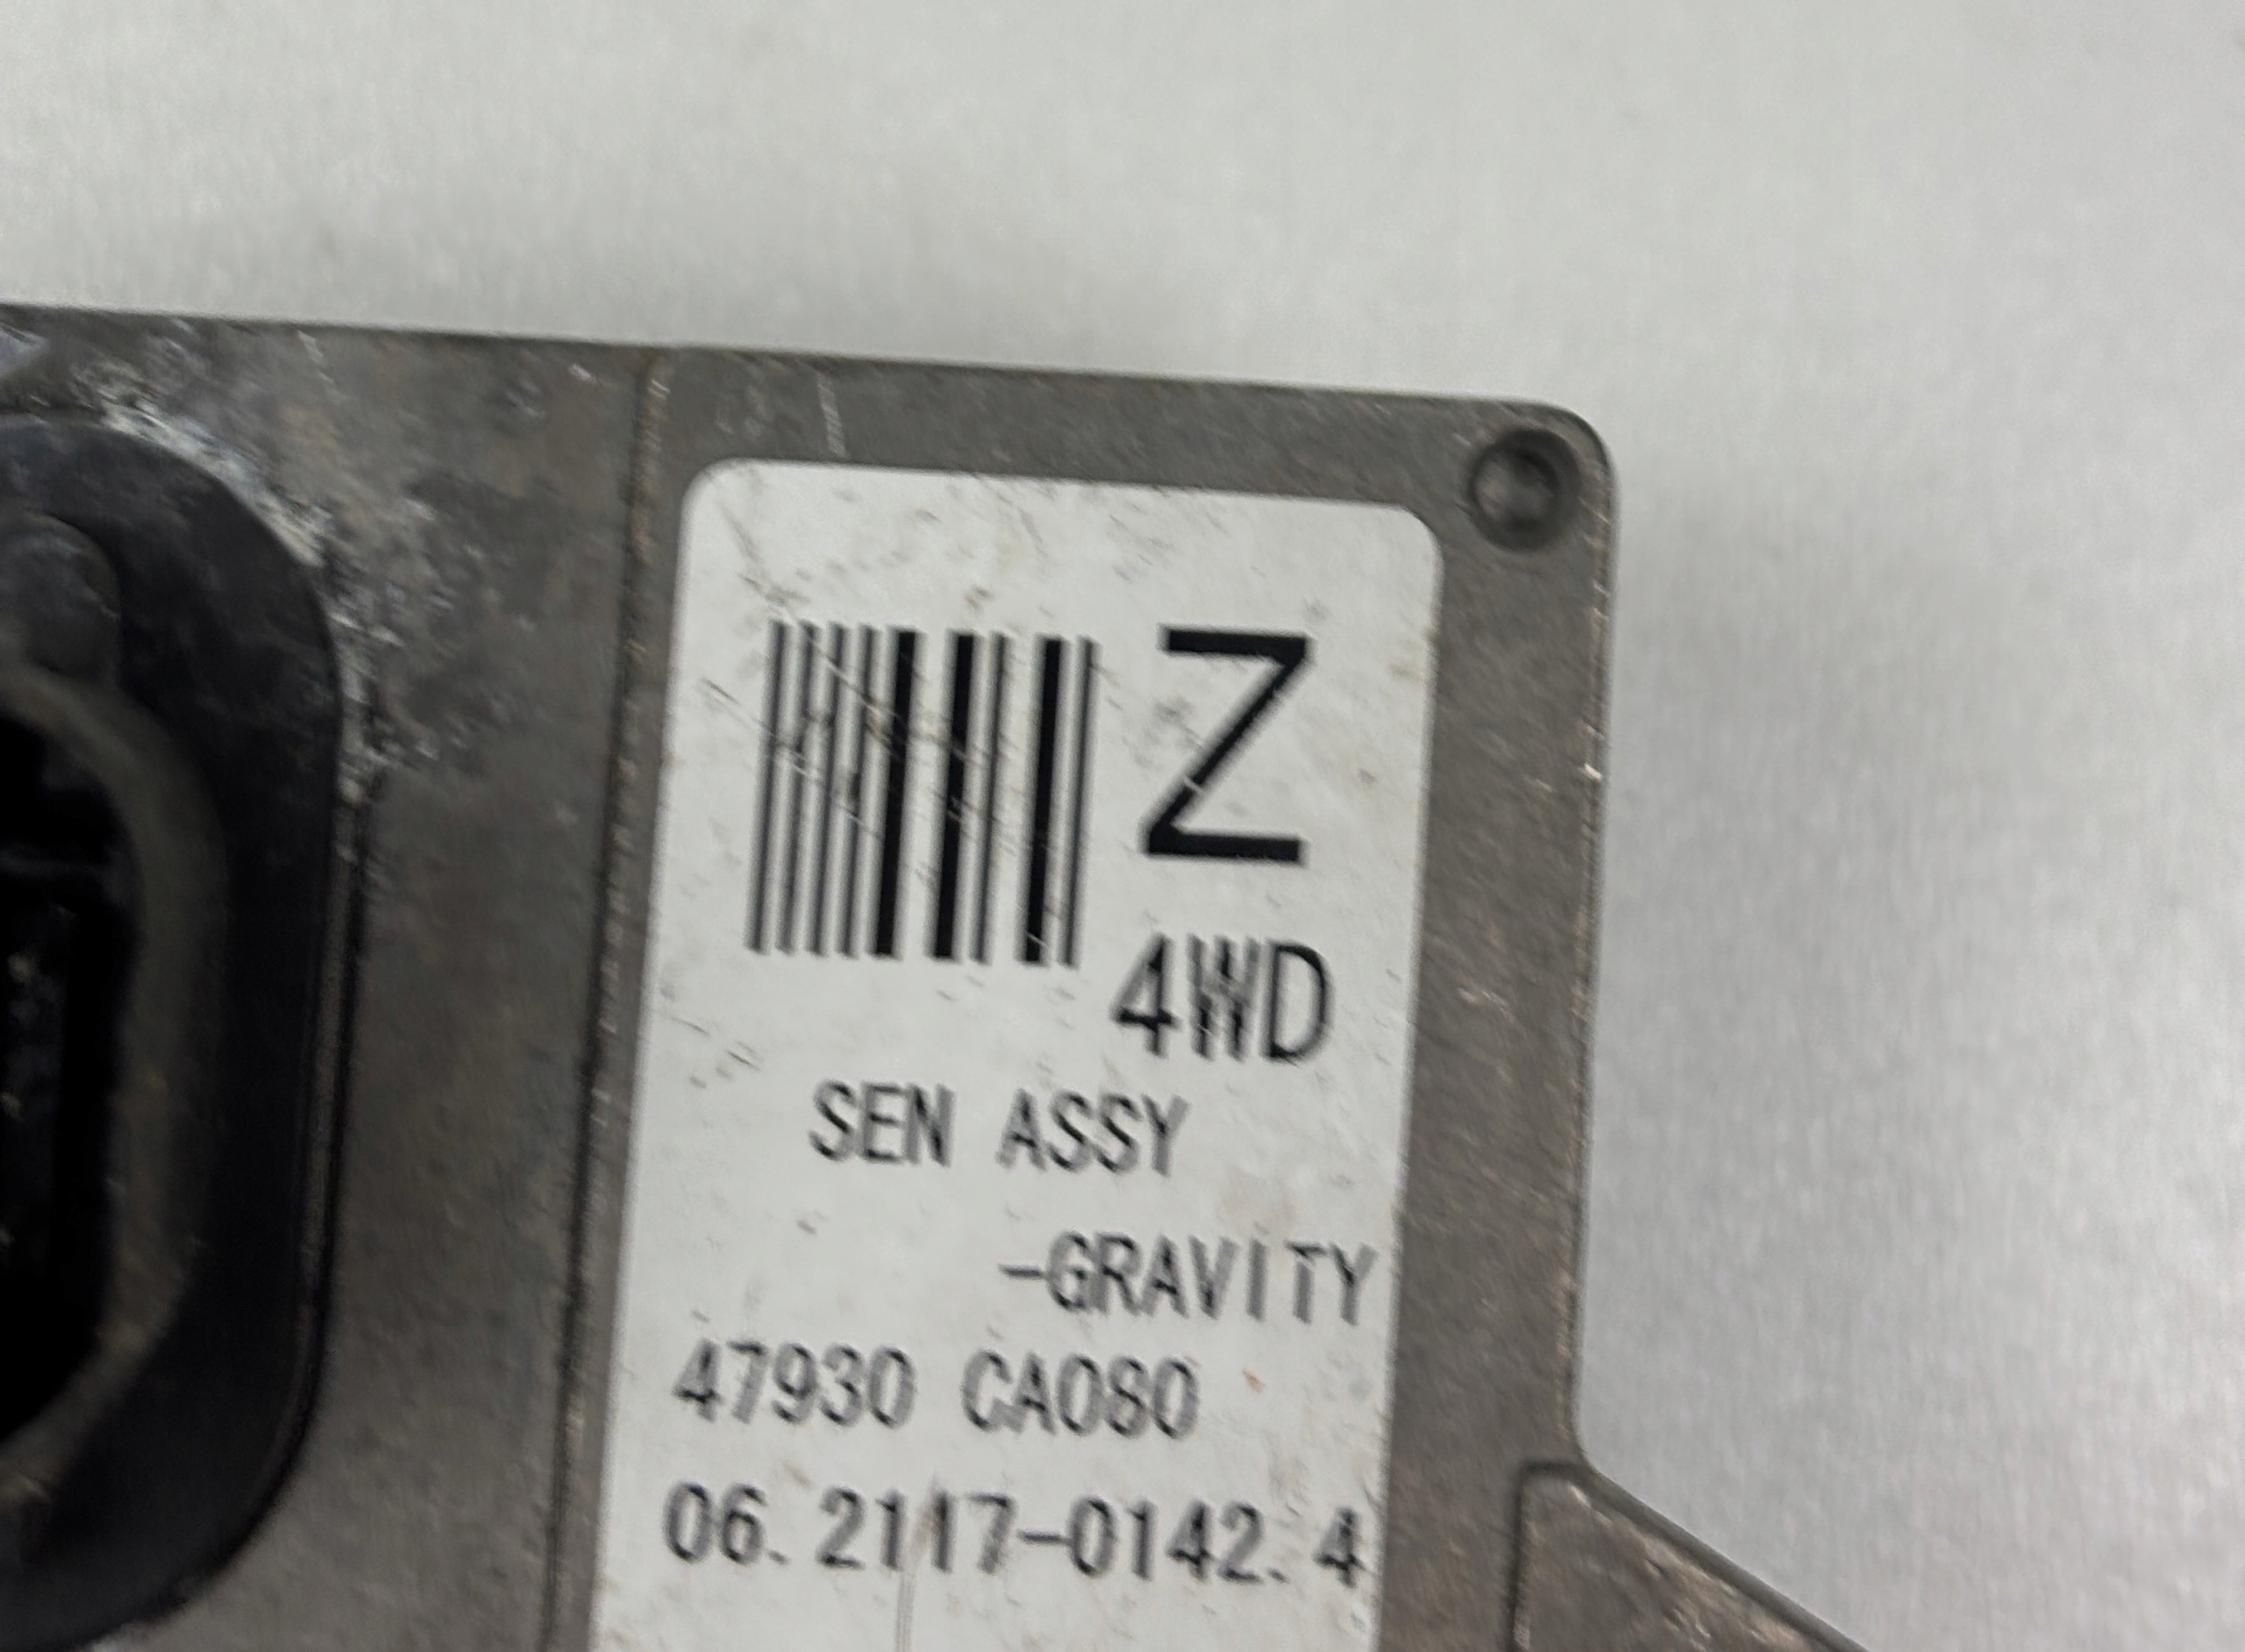 Z
4WD
SEN ASSY
-GRAVITY
47930 CA080
06.2117-0142.4